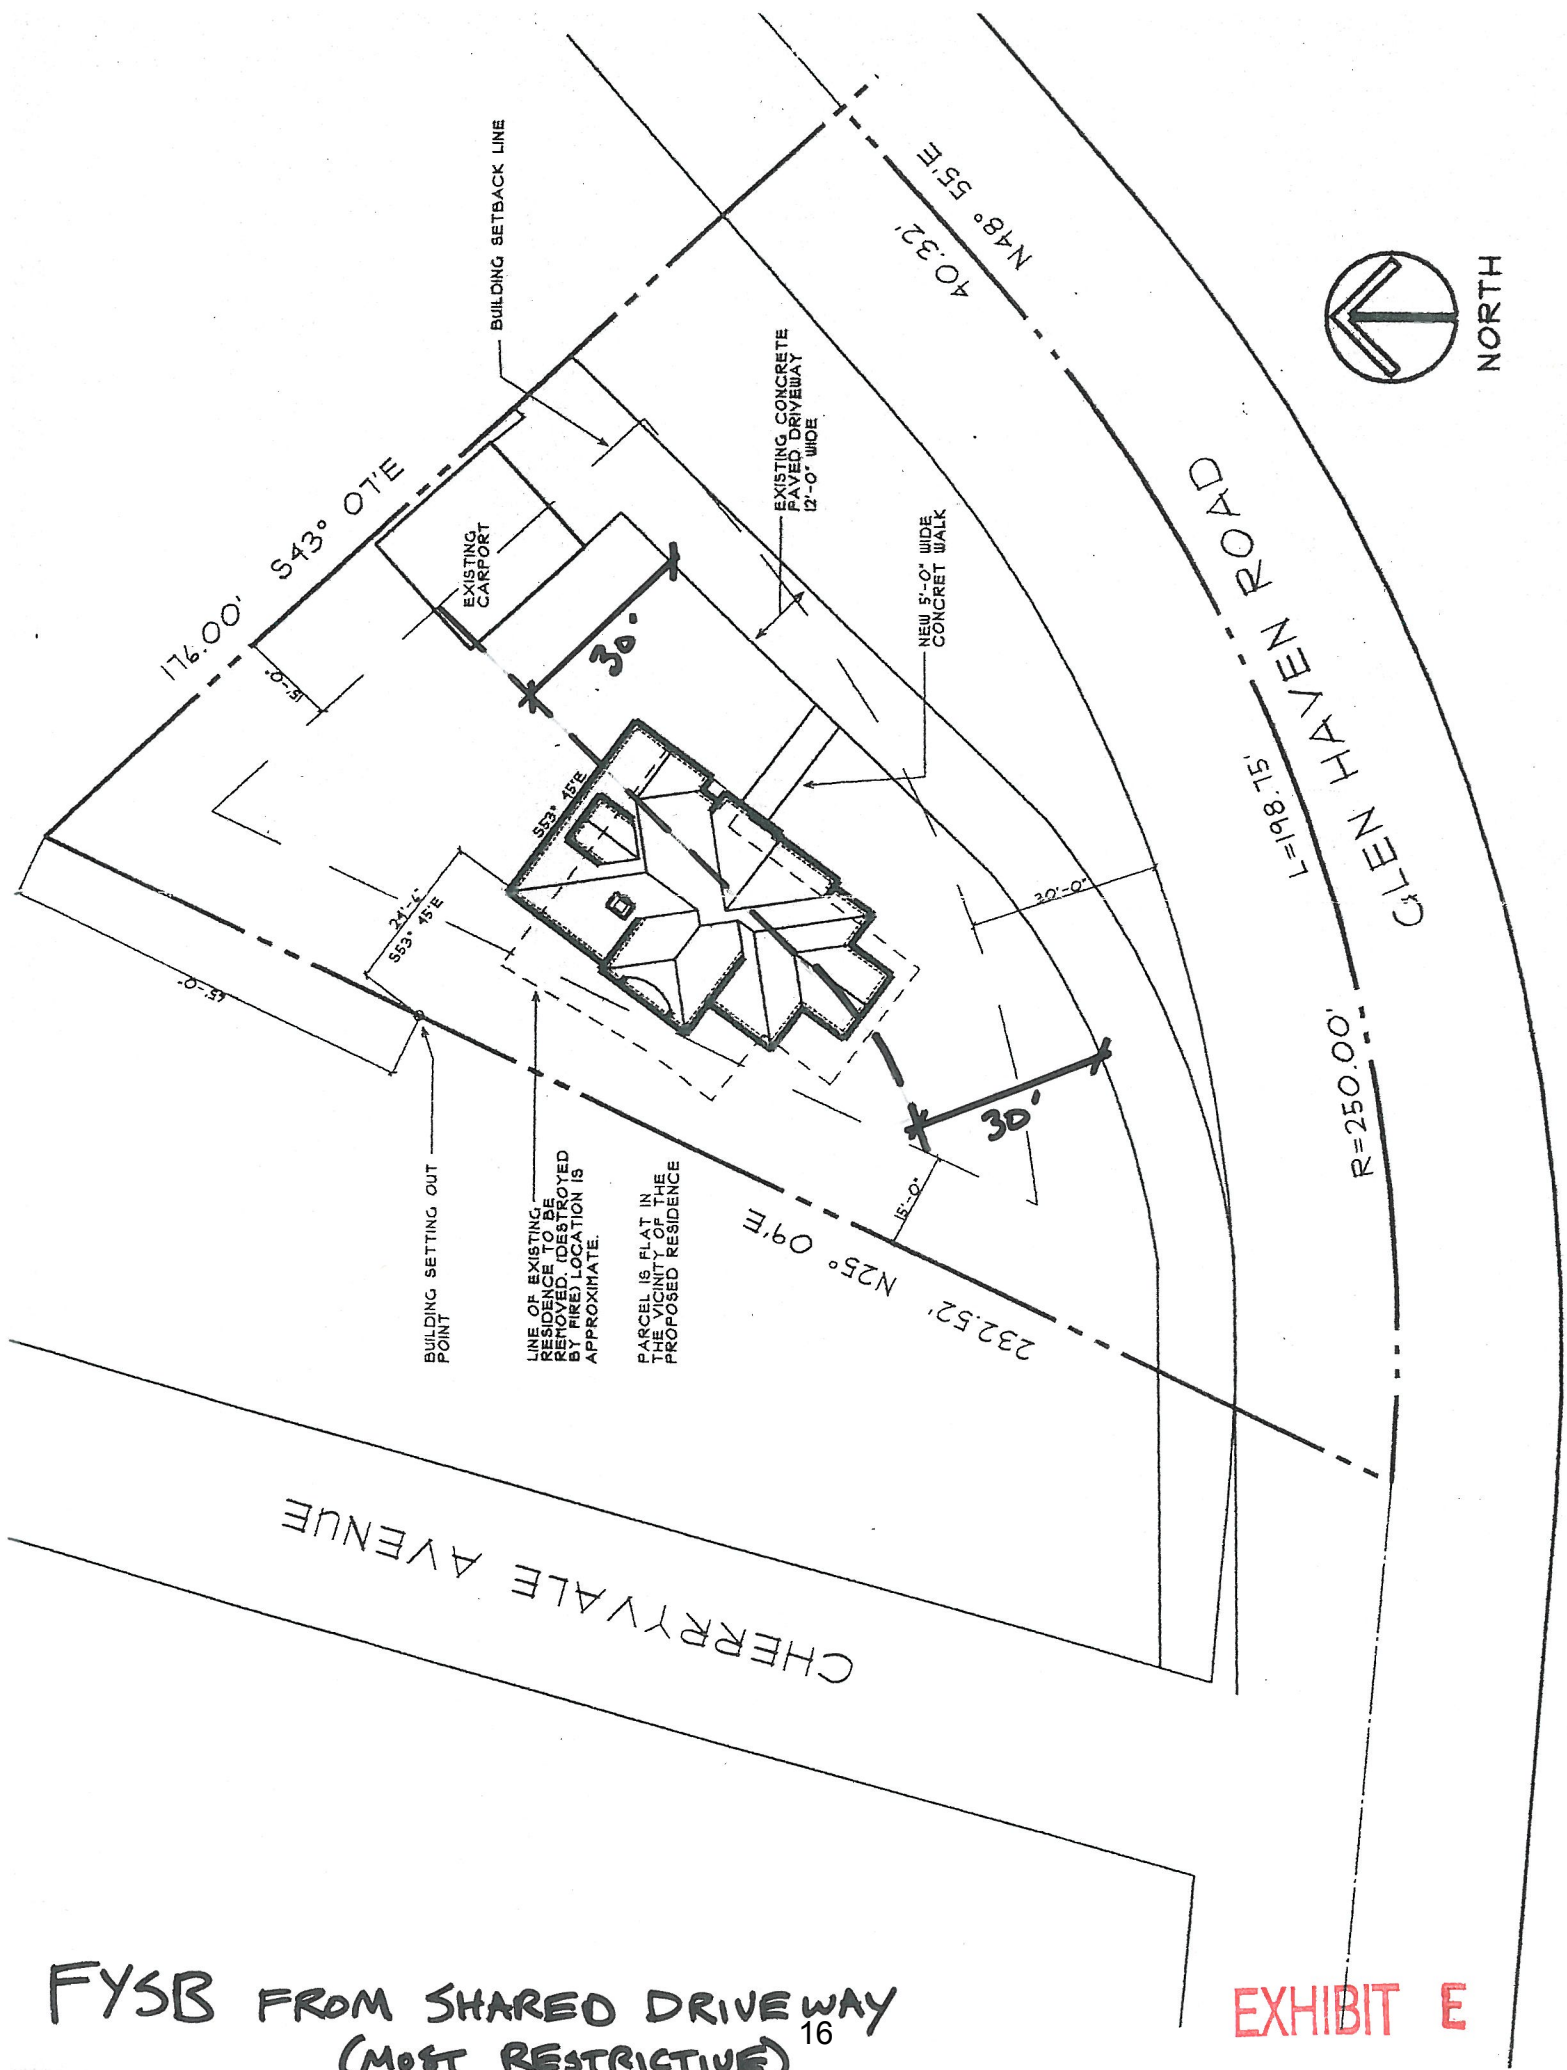 BUILDING SETBACK LINE
N48° 55'E
40.32'
S43° 07'E
176.00'
15'-0"
EXISTING
CARPORT
30'
EXISTING CONCRETE
PAVED DRIVEWAY
12'-0" WIDE
NEW 5'-0" WIDE
CONCRET WALK
NORTH
GLEN HAVEN ROAD
L=198.75'
R=250.00'
S53° 45'E
24'-6"
S53° 45'E
65'-0"
30'-0"
30'
15'-0"
BUILDING SETTING OUT
POINT
LINE OF EXISTING
RESIDENCE TO BE
REMOVED. (DESTROYED
BY FIRE) LOCATION IS
APPROXIMATE.
PARCEL IS FLAT IN
THE VICINITY OF THE
PROPOSED RESIDENCE
232.52' N25° 09'E
CHERRYVALE AVENUE
FYSB FROM SHARED DRIVEWAY
(MOST RESTRICTIVE)
16
EXHIBIT E